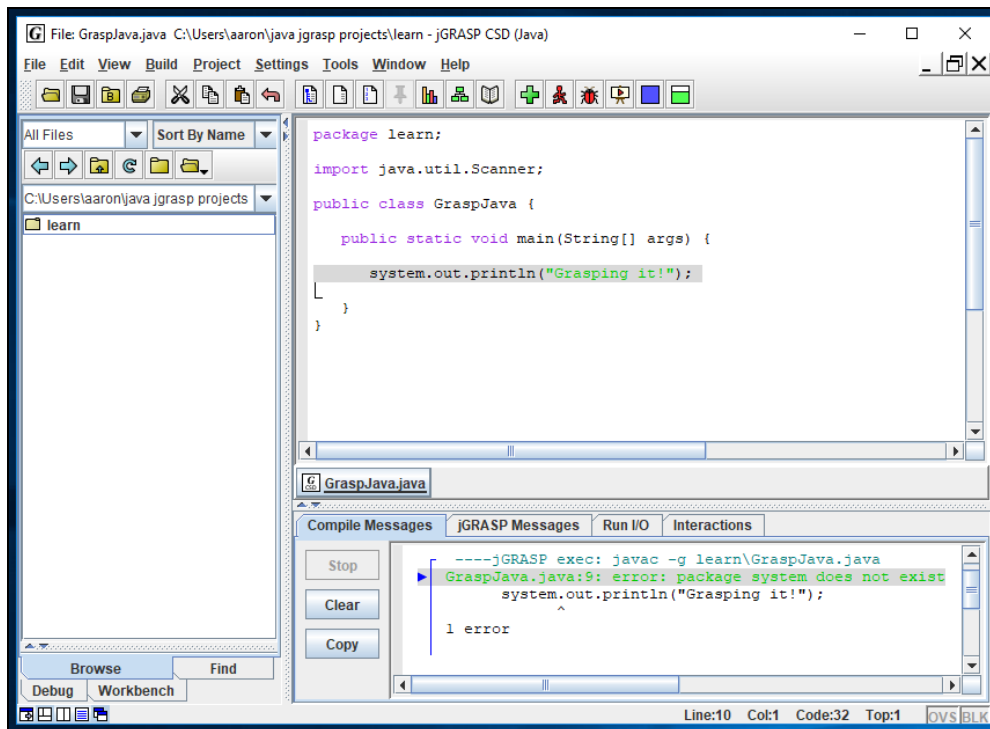 G File: GraspJava.java C:\Users\aaron\java jgrasp projects\learn - jGRASP CSD (Java)
File Edit View Build Project Settings Tools Window Help
All Files Sort By Name
C:\Users\aaron\java jgrasp projects
learn
package learn;
import java.util.Scanner;
public class GraspJava {
public static void main(String[] args) {
system.out.println("Grasping it!");
}
}
GraspJava.java
Compile Messages jGRASP Messages Run I/O Interactions
Stop
Clear
Copy
----jGRASP exec: javac -g learn\GraspJava.java
GraspJava.java:9: error: package system does not exist
system.out.println("Grasping it!");
^
1 error
Browse Find
Debug Workbench
Line:10 Col:1 Code:32 Top:1 OVS BLK